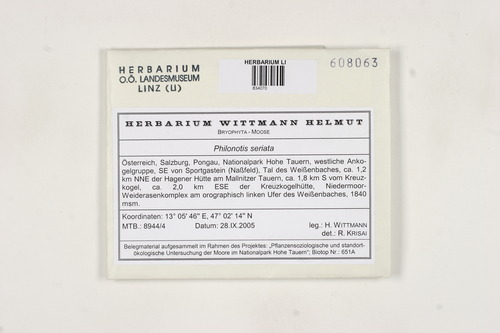 HERBARIUM
O.Ö. LANDESMUSEUM
LINZ (LI)
HERBARIUM LI
834070
608063
HERBARIUM WITTMANN HELMUT
BRYOPHYTA - MOOSE
Philonotis seriata
Österreich, Salzburg, Pongau, Nationalpark Hohe Tauern, westliche Anko-
gelgruppe, SE von Sportgastein (Naßfeld), Tal des Weißenbaches, ca. 1,2
km NNE der Hagener Hütte am Mallnitzer Tauern, ca. 1,8 km S vom Kreuz-
kogel, ca. 2,0 km ESE der Kreuzkogelhütte, Niedermoor-
Weiderasenkomplex am orographisch linken Ufer des Weißenbaches, 1840
msm.
Koordinaten: 13° 05' 46" E, 47° 02' 14" N
MTB.: 8944/4 Datum: 28.IX.2005 leg.: H. WITTMANN
det.: R. KRISAI
Belegmaterial aufgesammelt im Rahmen des Projektes: „Pflanzensoziologische und standort-
ökologische Untersuchung der Moore im Nationalpark Hohe Tauern"; Biotop Nr.: 651A